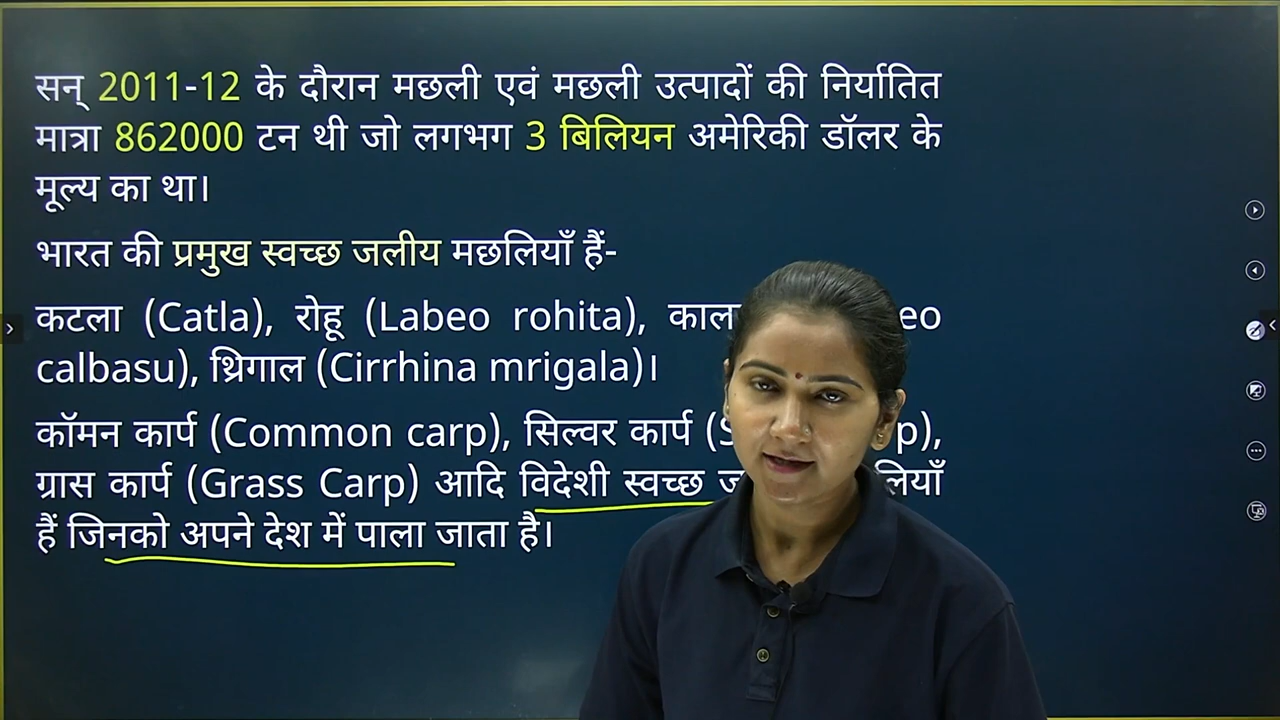 सन् 2011-12 के दौरान मछली एवं मछली उत्पादों की निर्यातित
मात्रा 862000 टन थी जो लगभग 3 बिलियन अमेरिकी डॉलर के
मूल्य का था।
भारत की प्रमुख स्वच्छ जलीय मछलियाँ हैं-
कटला (Catla), रोहू (Labeo rohita),
calbasu), थ्रिगाल (Cirrhina mrigala)।
कॉमन कार्प (Common carp), सिल्वर कार्प
ग्रास कार्प (Grass Carp) आदि विदेशी स्वच्छ
हैं जिनको अपने देश में पाला जाता है।